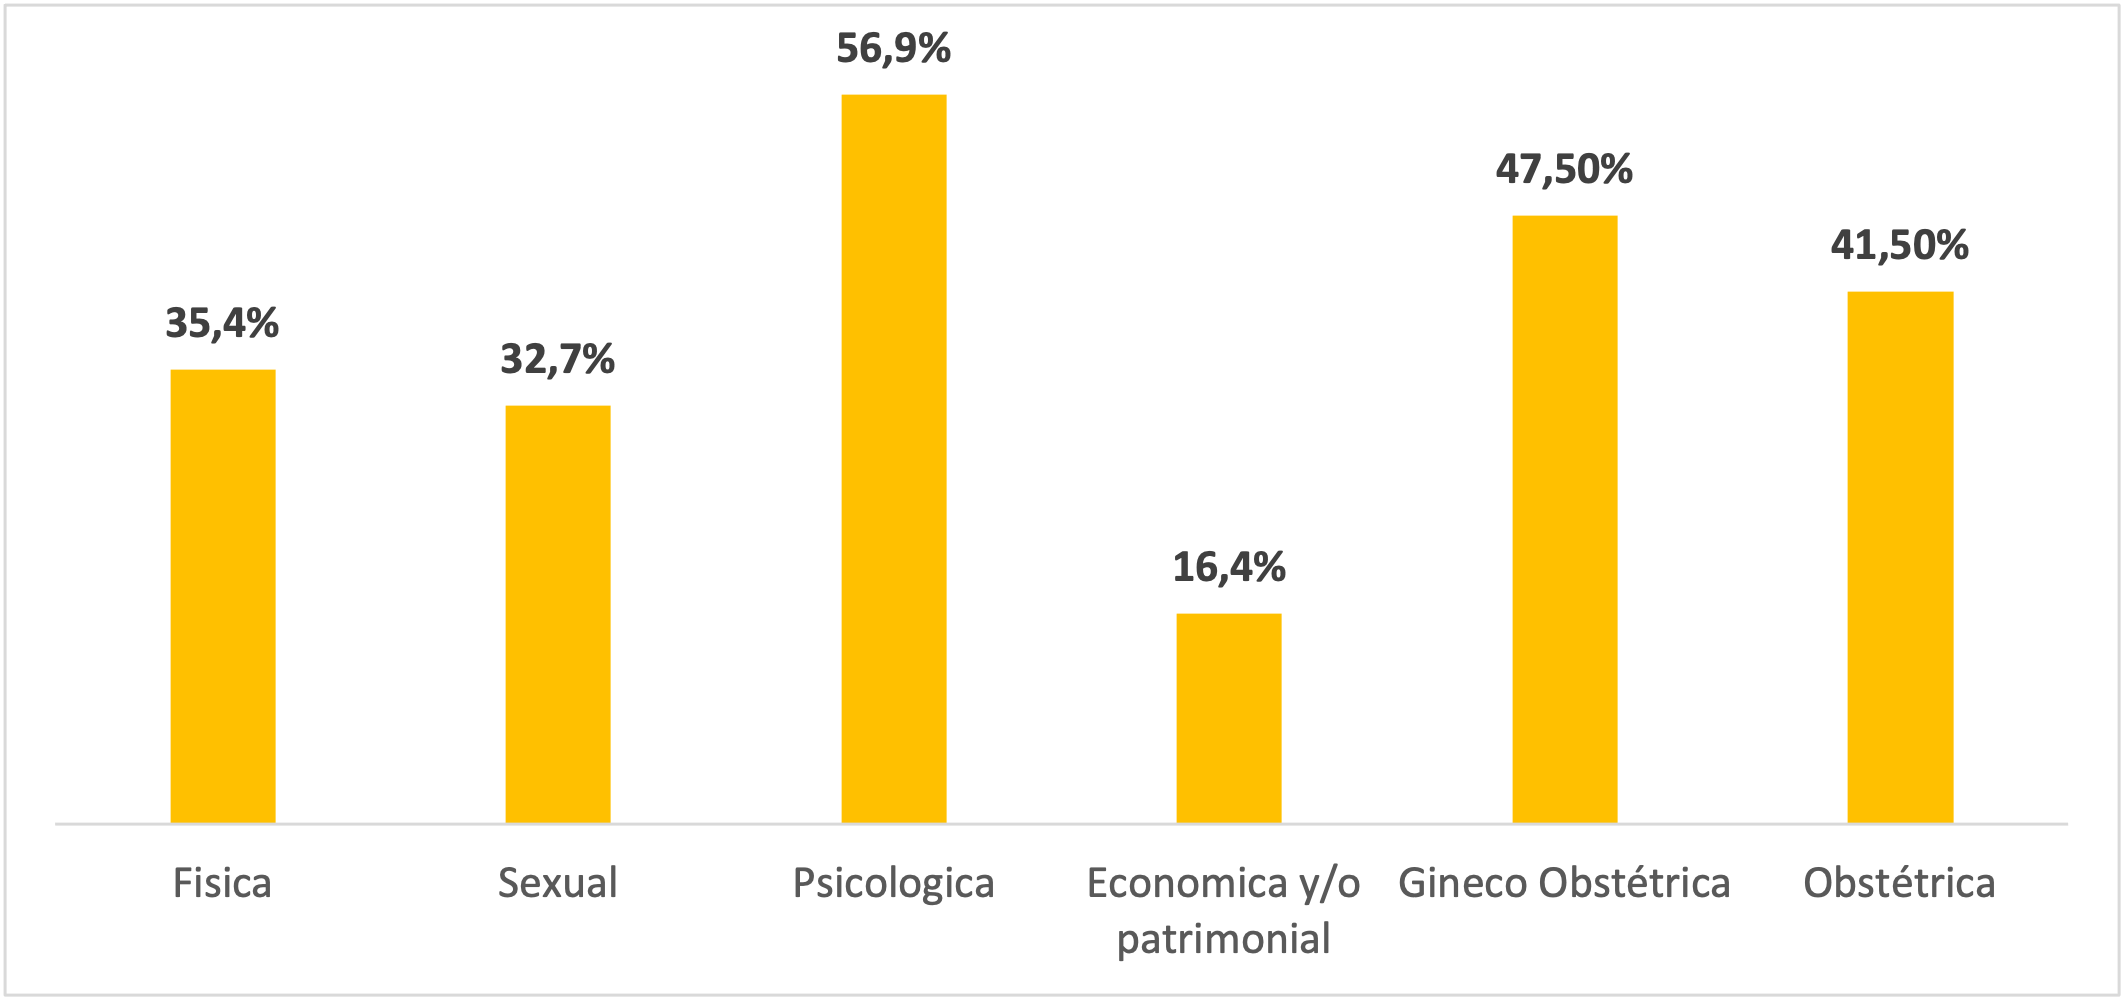 56,9%
47,50%
41,50%
35,4%
32,7%
16,4%
Fisica
Sexual
Psicologica
Economica y/o
patrimonial
Gineco Obstétrica
Obstétrica